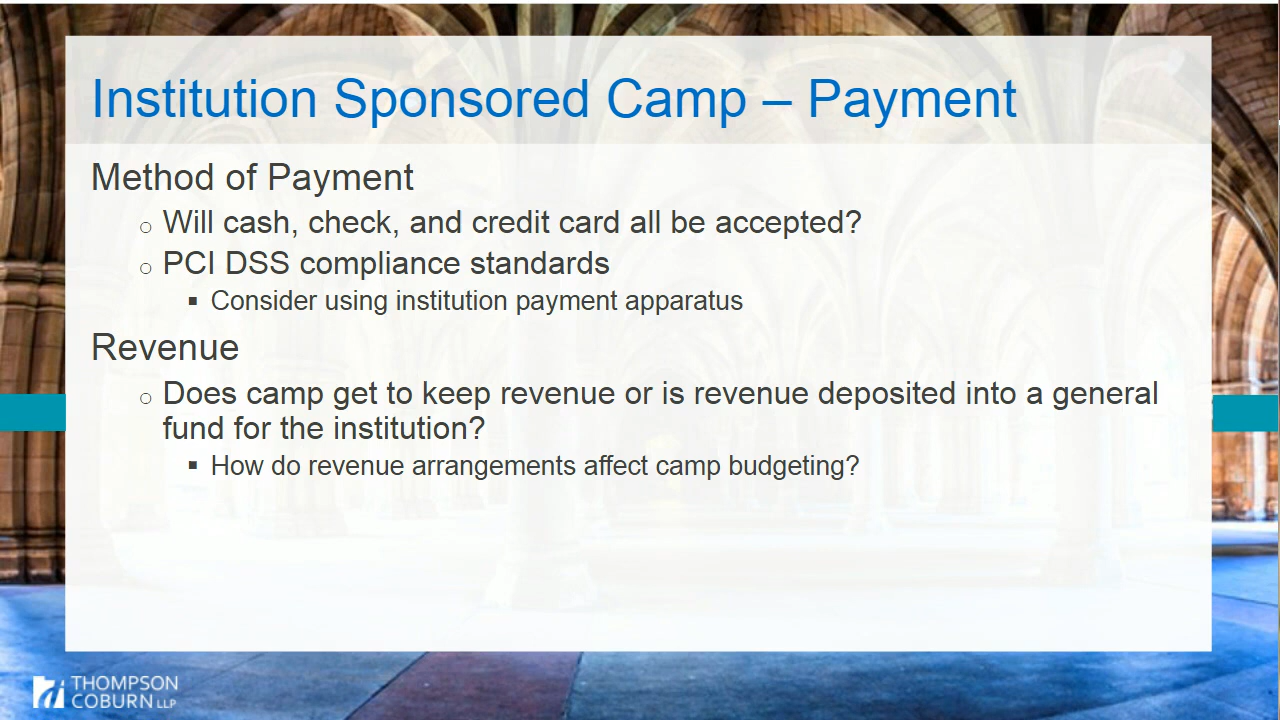 Institution Sponsored Camp – Payment
Method of Payment
Will cash, check, and credit card all be accepted?
PCI DSS compliance standards
Consider using institution payment apparatus
Revenue
Does camp get to keep revenue or is revenue deposited into a general
fund for the institution?
How do revenue arrangements affect camp budgeting?
THOMPSON
COBURN LLP